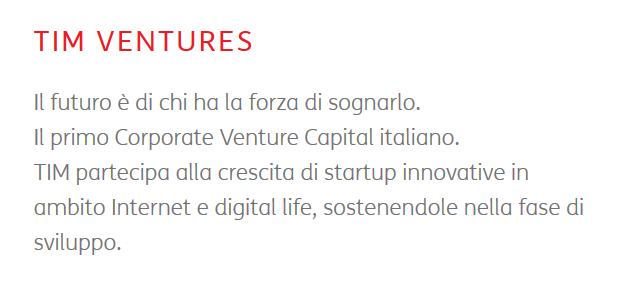 TIM VENTURES
Il futuro è di chi ha la forza di sognarlo.
Il primo Corporate Venture Capital italiano.
TIM partecipa alla crescita di startup innovative in
ambito Internet e digital life, sostenendole nella fase di
sviluppo.